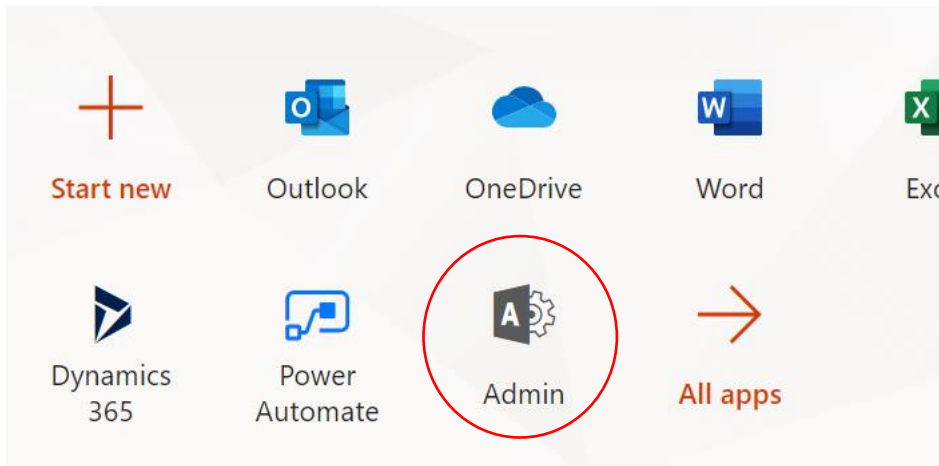 O
W
X
Start new
Outlook
OneDrive
Word
Exc
A
Dynamics
365
Power
Automate
Admin
All apps